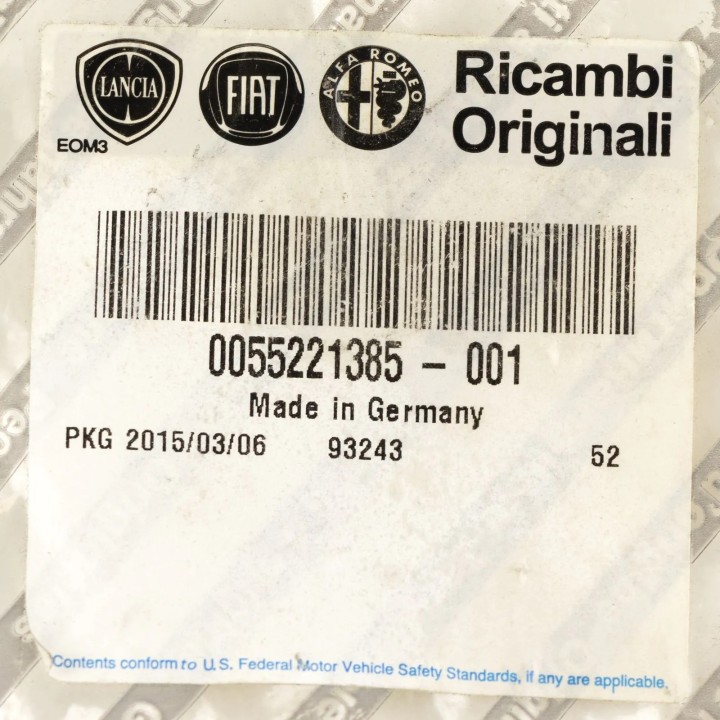 LANCIA FIAT ALFA ROMEO
EOM3
Ricambi
Originali
0055221385 - 001
Made in Germany
PKG 2015/03/06 93243 52
Contents conform to U.S. Federal Motor Vehicle Safety Standards, if any are applicable.